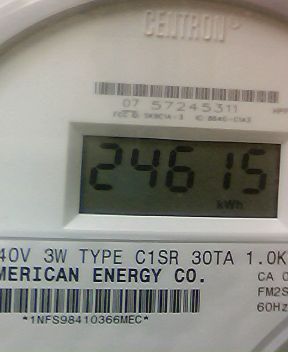 CENTRON®
07 57245311
24615
kWh
40V 3W TYPE C1SR 30TA 1.0K
MERICAN ENERGY CO.
CA 0
FM2S
60Hz
*1NFS98410366MEC*